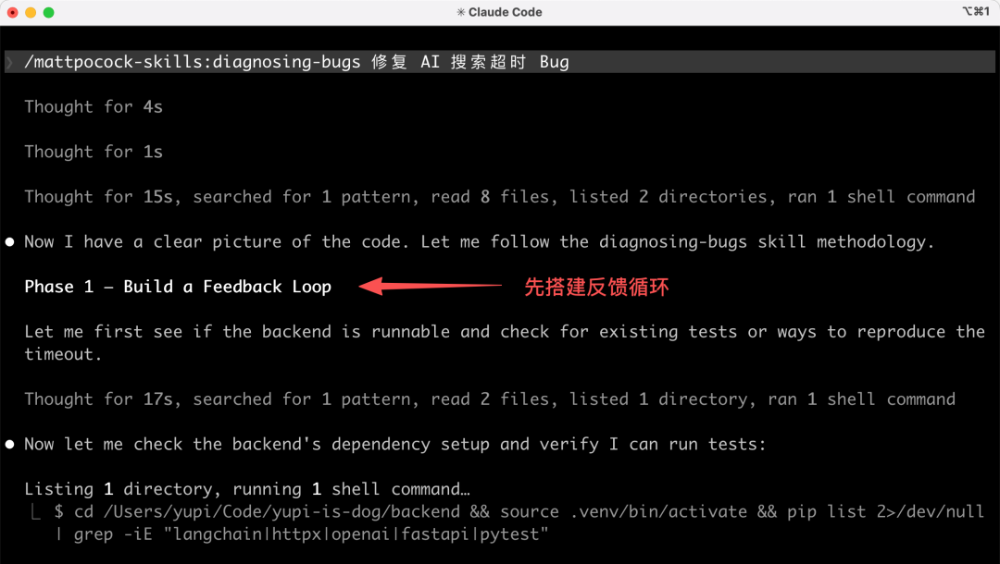 ✳ Claude Code
⌥⌘1
❯ /mattpocock-skills:diagnosing-bugs 修复 AI 搜索超时 Bug
Thought for 4s
Thought for 1s
Thought for 15s, searched for 1 pattern, read 8 files, listed 2 directories, ran 1 shell command
● Now I have a clear picture of the code. Let me follow the diagnosing-bugs skill methodology.
Phase 1 — Build a Feedback Loop
先搭建反馈循环
Let me first see if the backend is runnable and check for existing tests or ways to reproduce the
timeout.
Thought for 17s, searched for 1 pattern, read 2 files, listed 1 directory, ran 1 shell command
● Now let me check the backend's dependency setup and verify I can run tests:
Listing 1 directory, running 1 shell command…
⎿ $ cd /Users/yupi/Code/yupi-is-dog/backend && source .venv/bin/activate && pip list 2>/dev/null
| grep -iE "langchain|httpx|openai|fastapi|pytest"